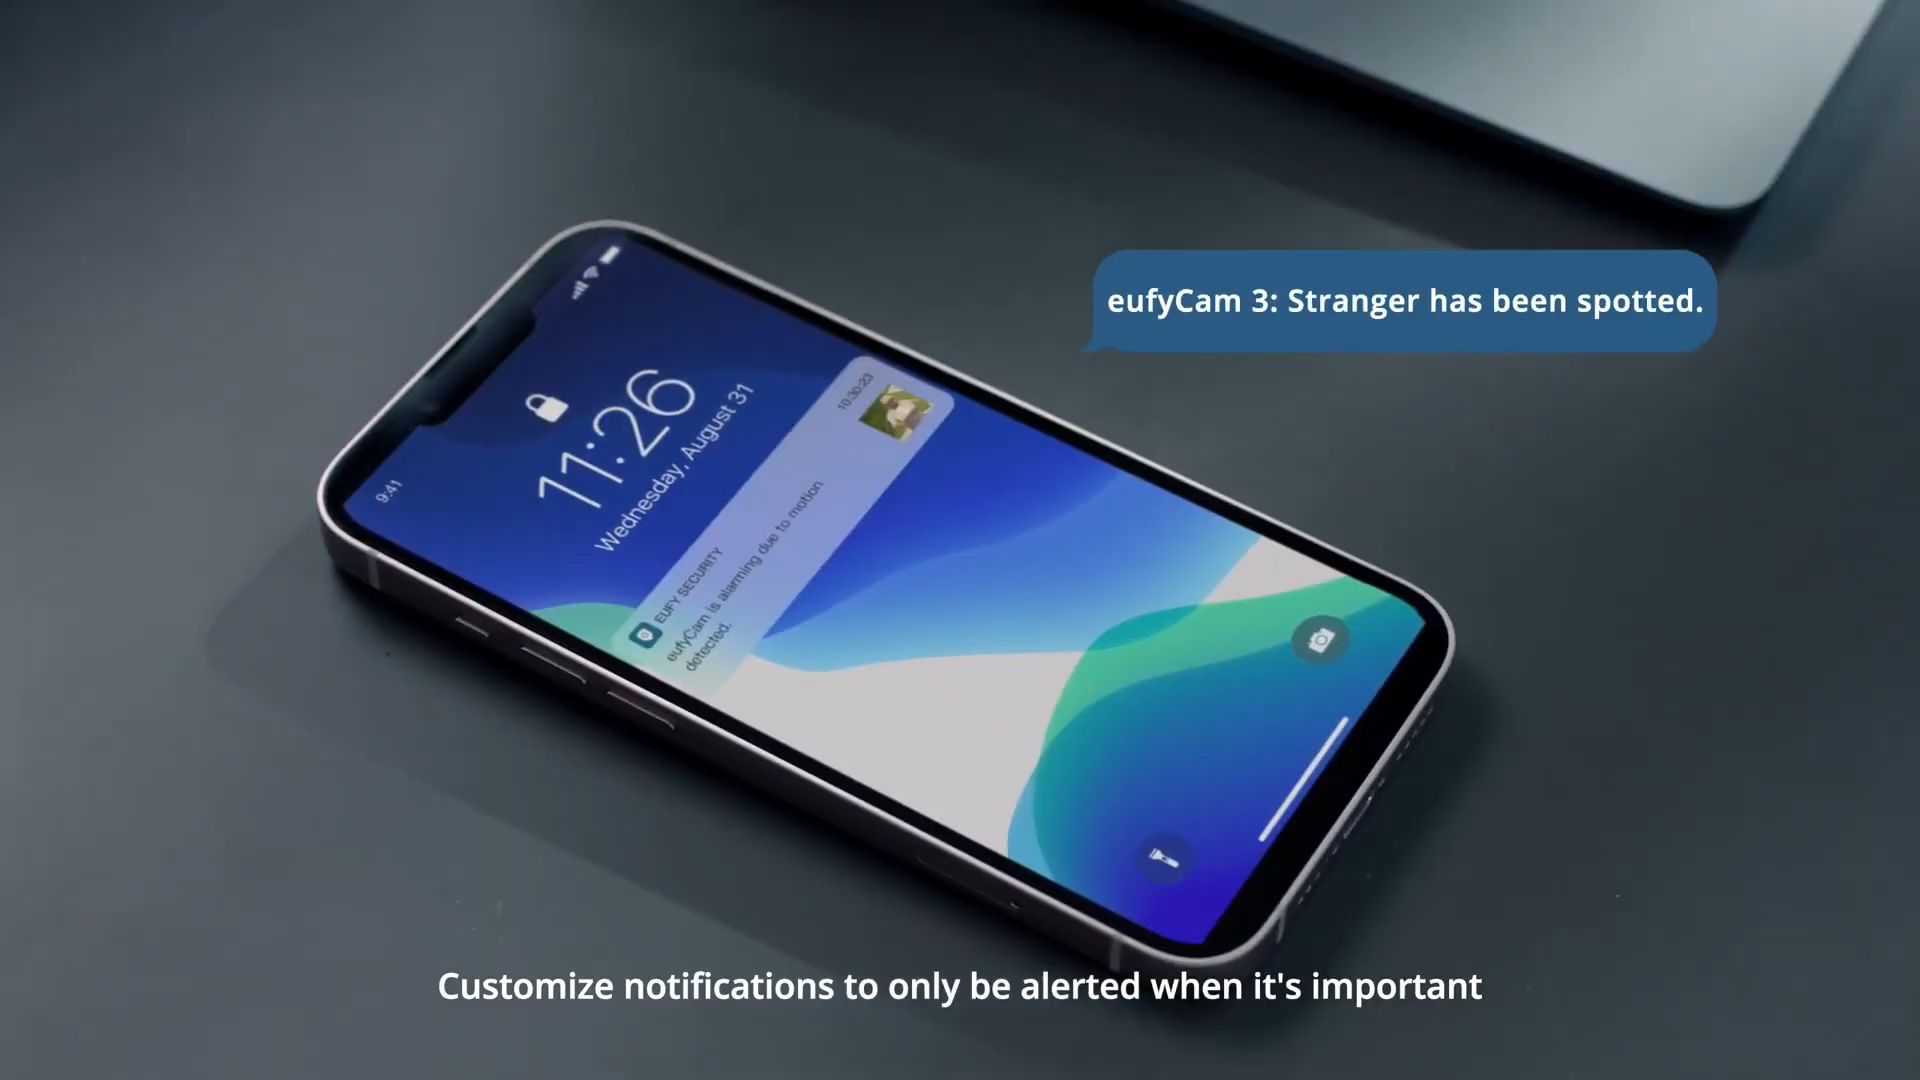 eufyCam 3: Stranger has been spotted.
9:41
11:26
Wednesday, August 31
EUFY SECURITY
10:30:23
eufyCam is alarming due to motion
detected.
Customize notifications to only be alerted when it's important